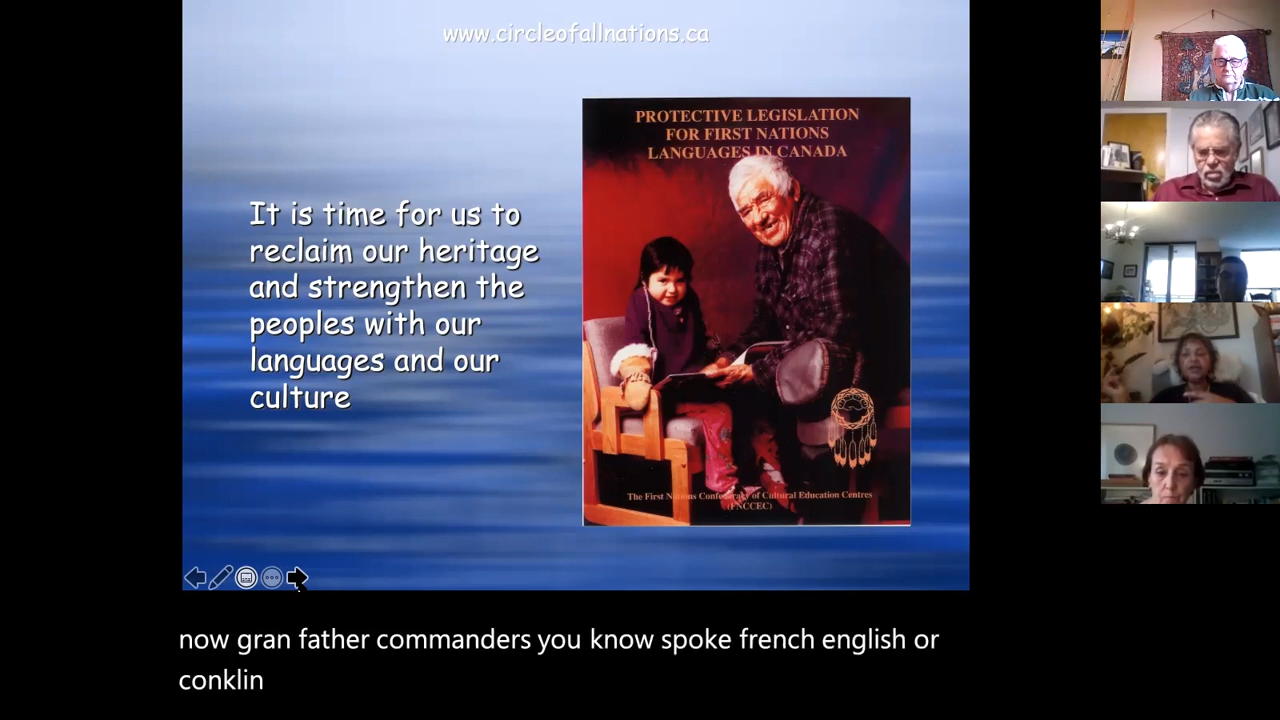 www.circleofallnations.ca
PROTECTIVE LEGISLATION
FOR FIRST NATIONS
LANGUAGES IN CANADA
It is time for us to
reclaim our heritage
and strengthen the
peoples with our
languages and our
culture
The First Nations Confederacy of Cultural Education Centres
(FNCCEC)
now gran father commanders you know spoke french english or
conklin